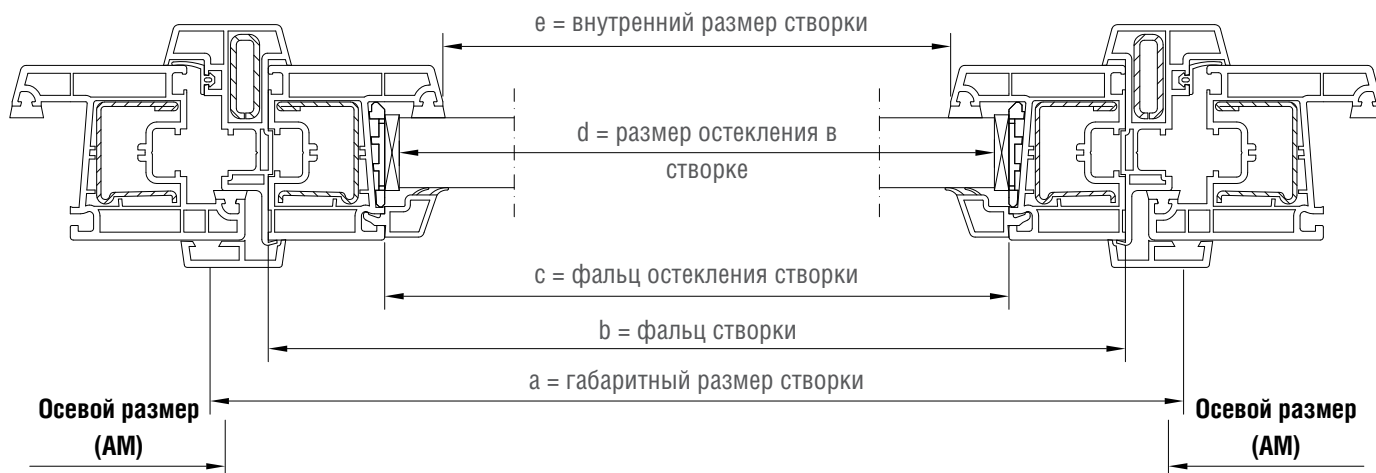 e = внутренний размер створки
d = размер остекления в
створке
c = фальц остекления створки
b = фальц створки
a = габаритный размер створки
Осевой размер
(AM)
Осевой размер
(AM)